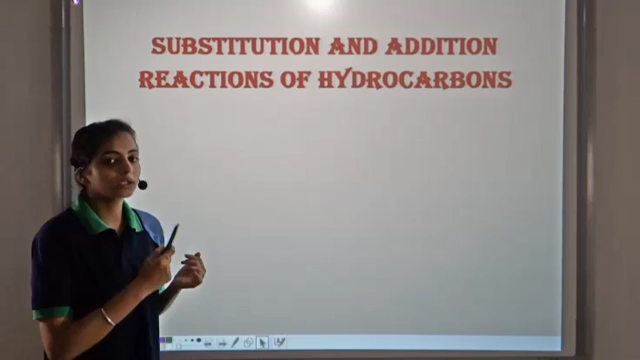 SUBSTITUTION AND ADDITION
REACTIONS OF HYDROCARBONS